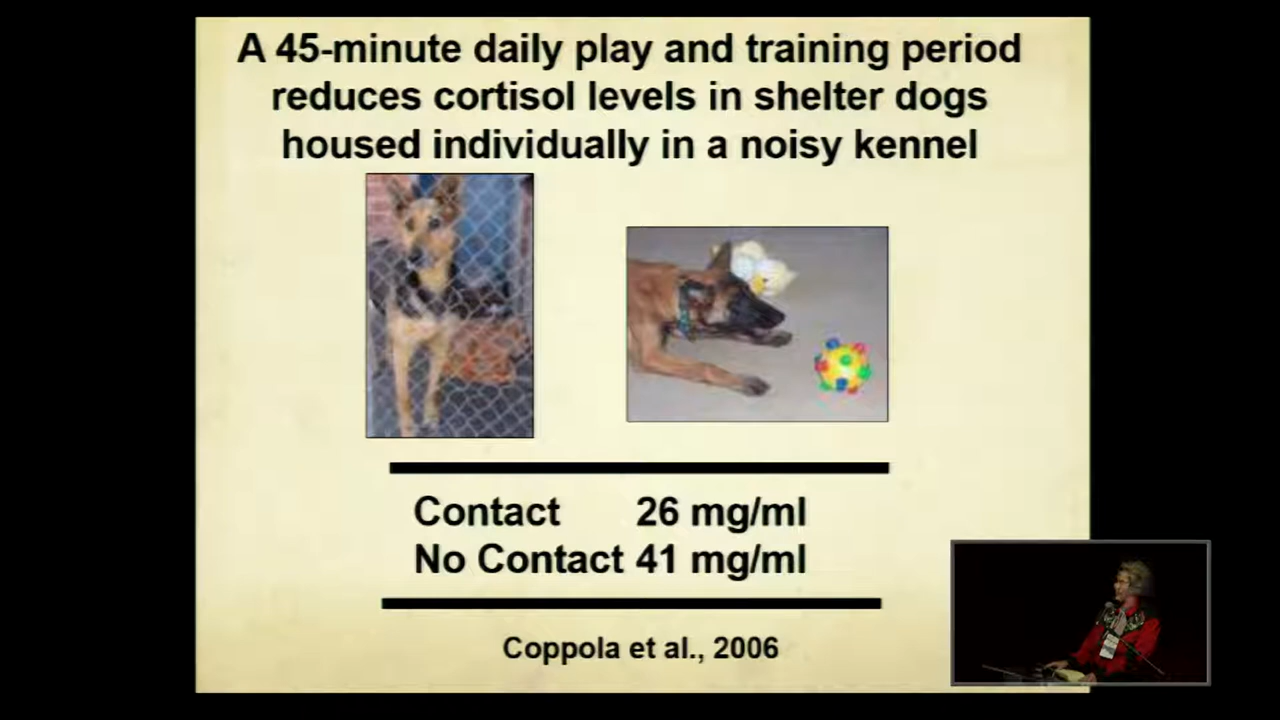 A 45-minute daily play and training period
reduces cortisol levels in shelter dogs
housed individually in a noisy kennel
Contact 26 mg/ml
No Contact 41 mg/ml
Coppola et al., 2006